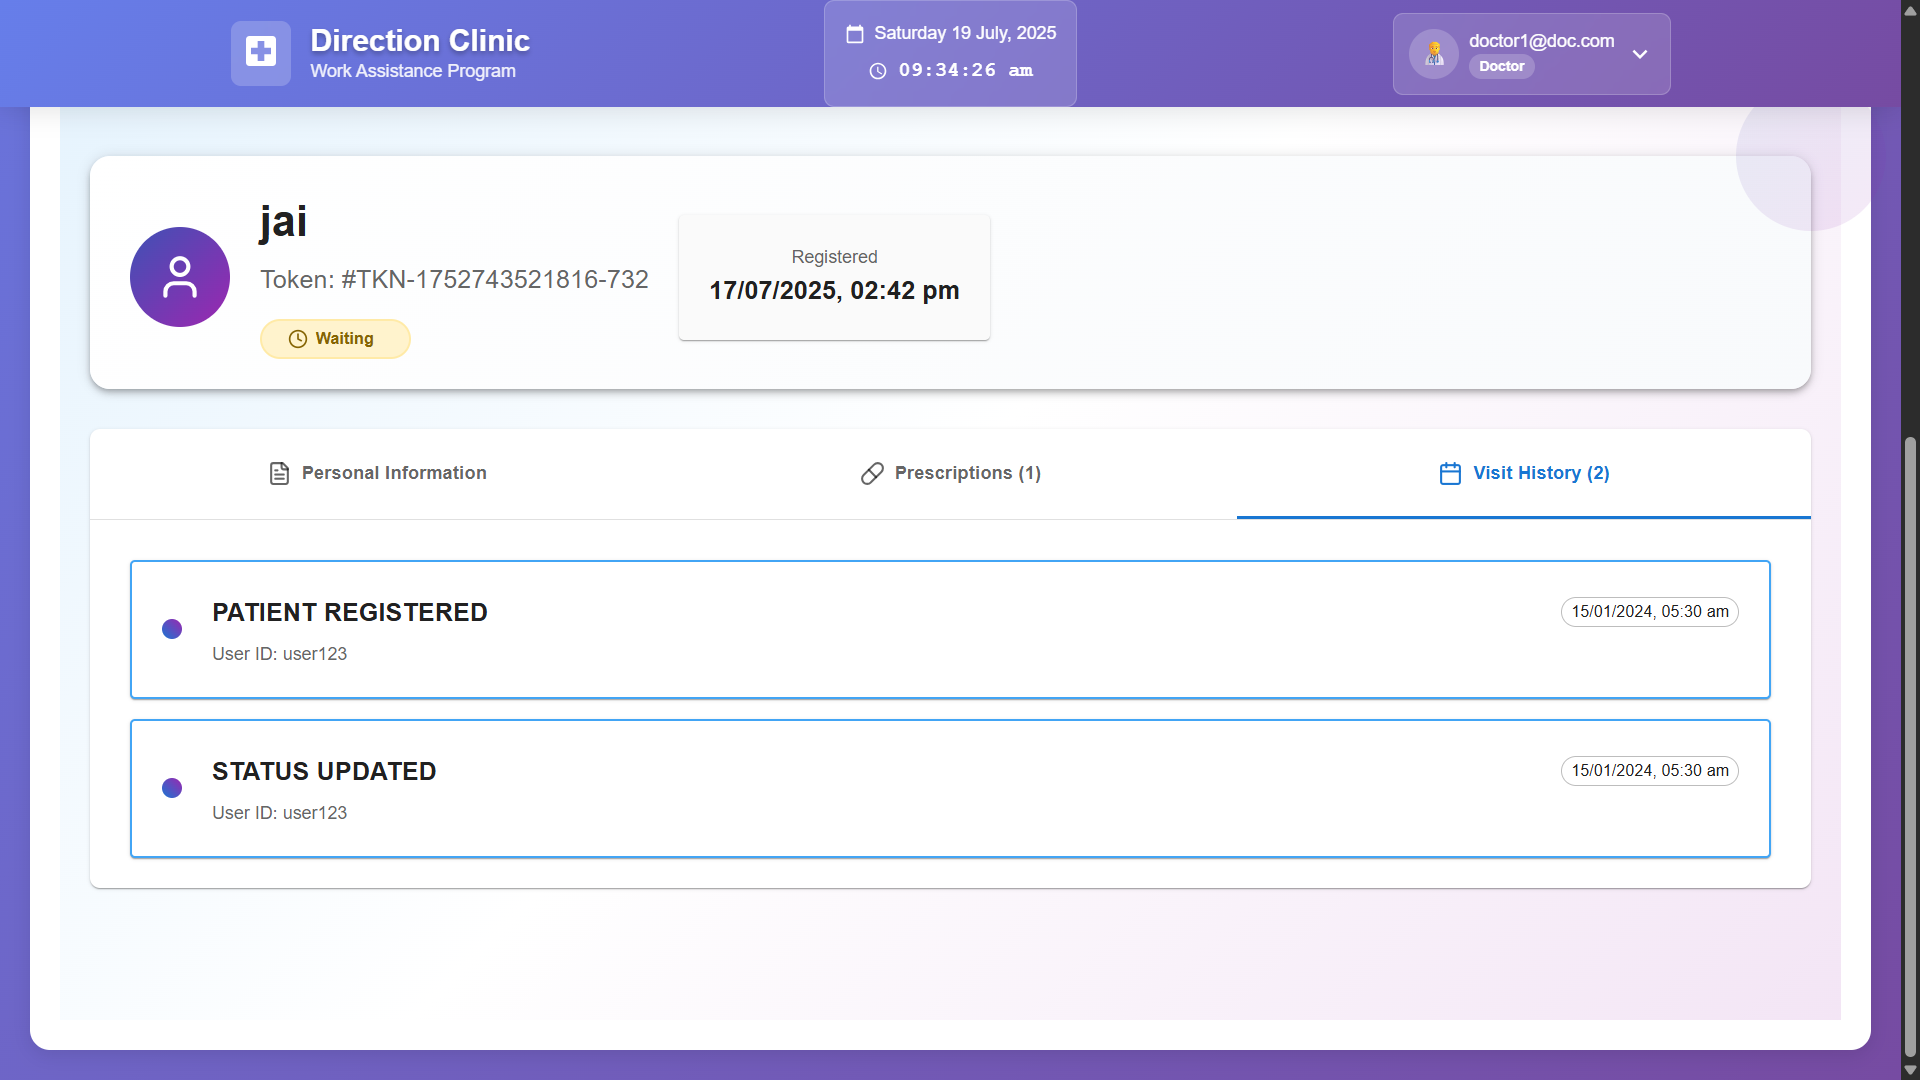 Direction Clinic
Work Assistance Program
Saturday 19 July, 2025
09:34:26 am
doctor1@doc.com
Doctor
jai
Token: #TKN-1752743521816-732
Waiting
Registered
17/07/2025, 02:42 pm
Personal Information
Prescriptions (1)
Visit History (2)
PATIENT REGISTERED
15/01/2024, 05:30 am
User ID: user123
STATUS UPDATED
15/01/2024, 05:30 am
User ID: user123